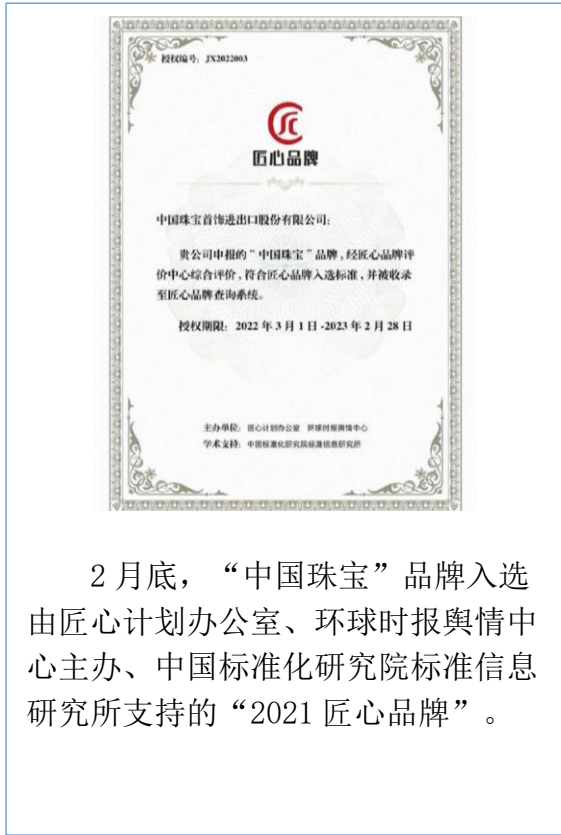 授权编号：JX2022003
匠心品牌
中国珠宝首饰进出口股份有限公司：
贵公司申报的“中国珠宝”品牌，经匠心品牌评
价中心综合评价，符合匠心品牌入选标准，并被收录
至匠心品牌查询系统。
授权期限：2022年3月1日-2023年2月28日
主办单位：匠心计划办公室 环球时报舆情中心
学术支持：中国标准化研究院标准信息研究所
2月底，“中国珠宝”品牌入选
由匠心计划办公室、环球时报舆情中
心主办、中国标准化研究院标准信息
研究所支持的“2021匠心品牌”。